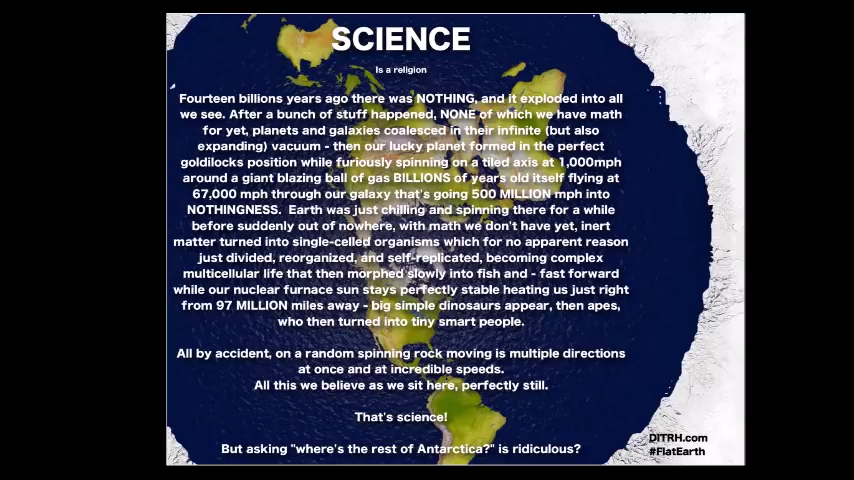 SCIENCE
Is a religion
Fourteen billions years ago there was NOTHING, and it exploded into all
we see. After a bunch of stuff happened, NONE of which we have math
for yet, planets and galaxies coalesced in their infinite (but also
expanding) vacuum - then our lucky planet formed in the perfect
goldilocks position while furiously spinning on a tiled axis at 1,000mph
around a giant blazing ball of gas BILLIONS of years old itself flying at
67,000 mph through our galaxy that's going 500 MILLION mph into
NOTHINGNESS. Earth was just chilling and spinning there for a while
before suddenly out of nowhere, with math we don't have yet, inert
matter turned into single-celled organisms which for no apparent reason
just divided, reorganized, and self-replicated, becoming complex
multicellular life that then morphed slowly into fish and - fast forward
while our nuclear furnace sun stays perfectly stable heating us just right
from 97 MILLION miles away - big simple dinosaurs appear, then apes,
who then turned into tiny smart people.
All by accident, on a random spinning rock moving is multiple directions
at once and at incredible speeds.
All this we believe as we sit here, perfectly still.
That's science!
But asking "where's the rest of Antarctica?" is ridiculous?
DITRH.com
#FlatEarth